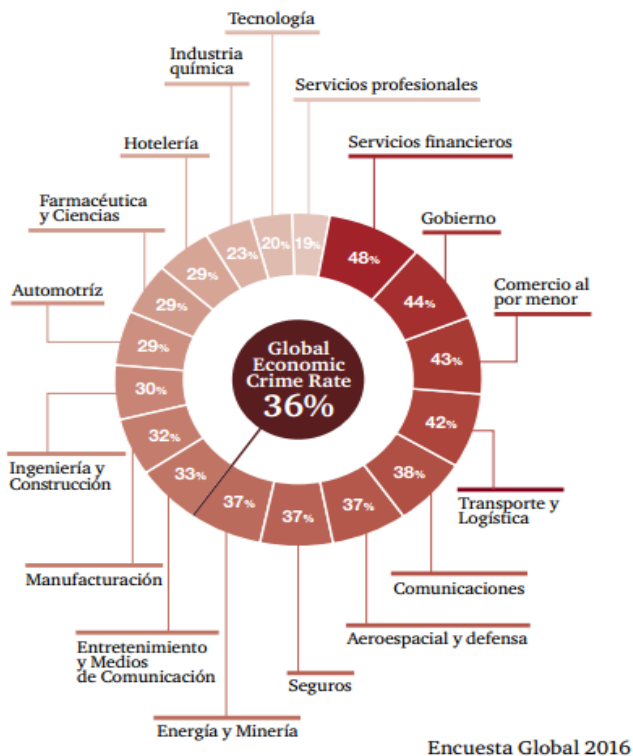 Tecnología
Industria
química
Servicios profesionales
Hotelería
Servicios financieros
Farmacéutica
y Ciencias
Gobierno
Automotríz
Comercio al
por menor
Ingeniería y
Construcción
Transporte y
Logística
Manufacturación
Comunicaciones
Entretenimiento
y Medios
de Comunicación
Aeroespacial y defensa
Seguros
Energía y Minería
48%
44%
43%
42%
38%
37%
37%
37%
33%
32%
30%
29%
29%
29%
23%
20%
19%
Global
Economic
Crime Rate
36%
Encuesta Global 2016